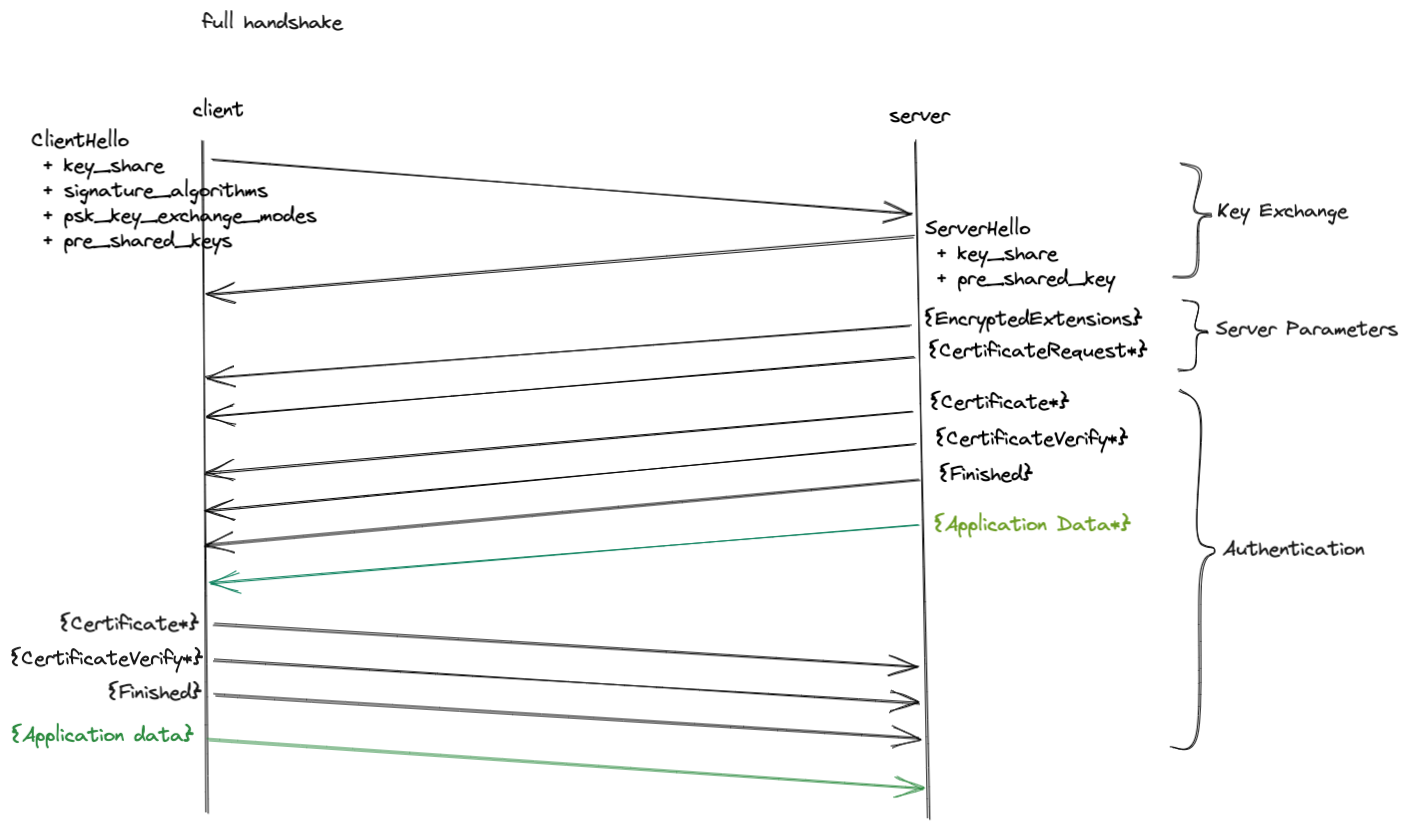 full handshake
client
server
ClientHello
+ key_share
+ signature_algorithms
+ psk_key_exchange_modes
+ pre_shared_keys
ServerHello
+ key_share
+ pre_shared_key
Key Exchange
{EncryptedExtensions}
{CertificateRequest*}
Server Parameters
{Certificate*}
{CertificateVerify*}
{Finished}
{Application Data*}
Authentication
{Certificate*}
{CertificateVerify*}
{Finished}
{Application data}